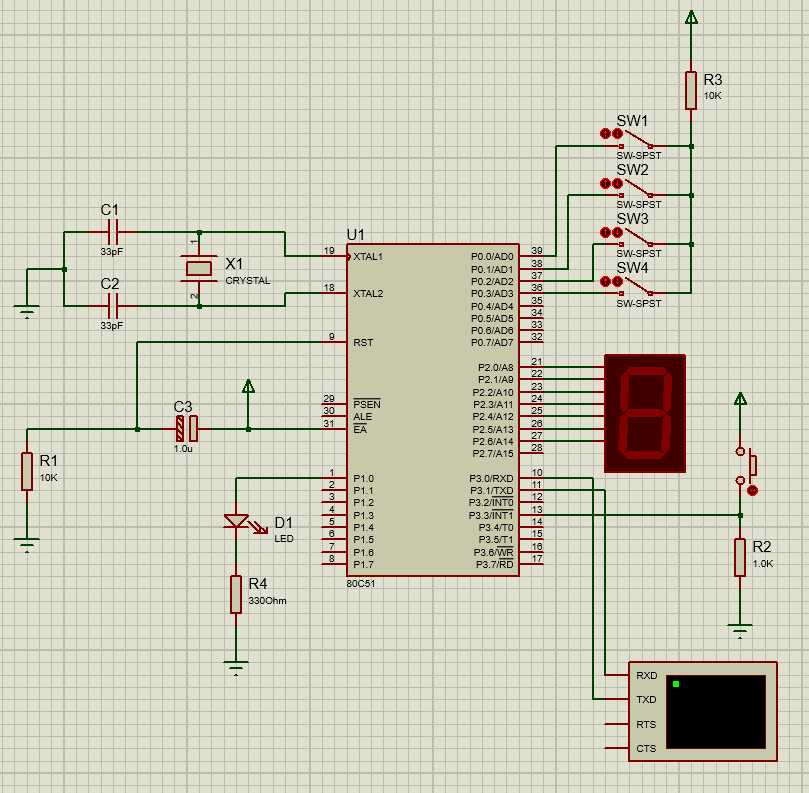 R3
10K
SW1
SW-SPST
SW2
SW-SPST
SW3
SW-SPST
SW4
SW-SPST
C1
33pF
C2
33pF
1
2
X1
CRYSTAL
U1
19 XTAL1
18 XTAL2
9 RST
29 PSEN
30 ALE
31 EA
1 P1.0
2 P1.1
3 P1.2
4 P1.3
5 P1.4
6 P1.5
7 P1.6
8 P1.7
P0.0/AD0 39
P0.1/AD1 38
P0.2/AD2 37
P0.3/AD3 36
P0.4/AD4 35
P0.5/AD5 34
P0.6/AD6 33
P0.7/AD7 32
P2.0/A8 21
P2.1/A9 22
P2.2/A10 23
P2.3/A11 24
P2.4/A12 25
P2.5/A13 26
P2.6/A14 27
P2.7/A15 28
P3.0/RXD 10
P3.1/TXD 11
P3.2/INT0 12
P3.3/INT1 13
P3.4/T0 14
P3.5/T1 15
P3.6/WR 16
P3.7/RD 17
80C51
C3
1.0u
R1
10K
D1
LED
R4
330Ohm
R2
1.0K
RXD
TXD
RTS
CTS